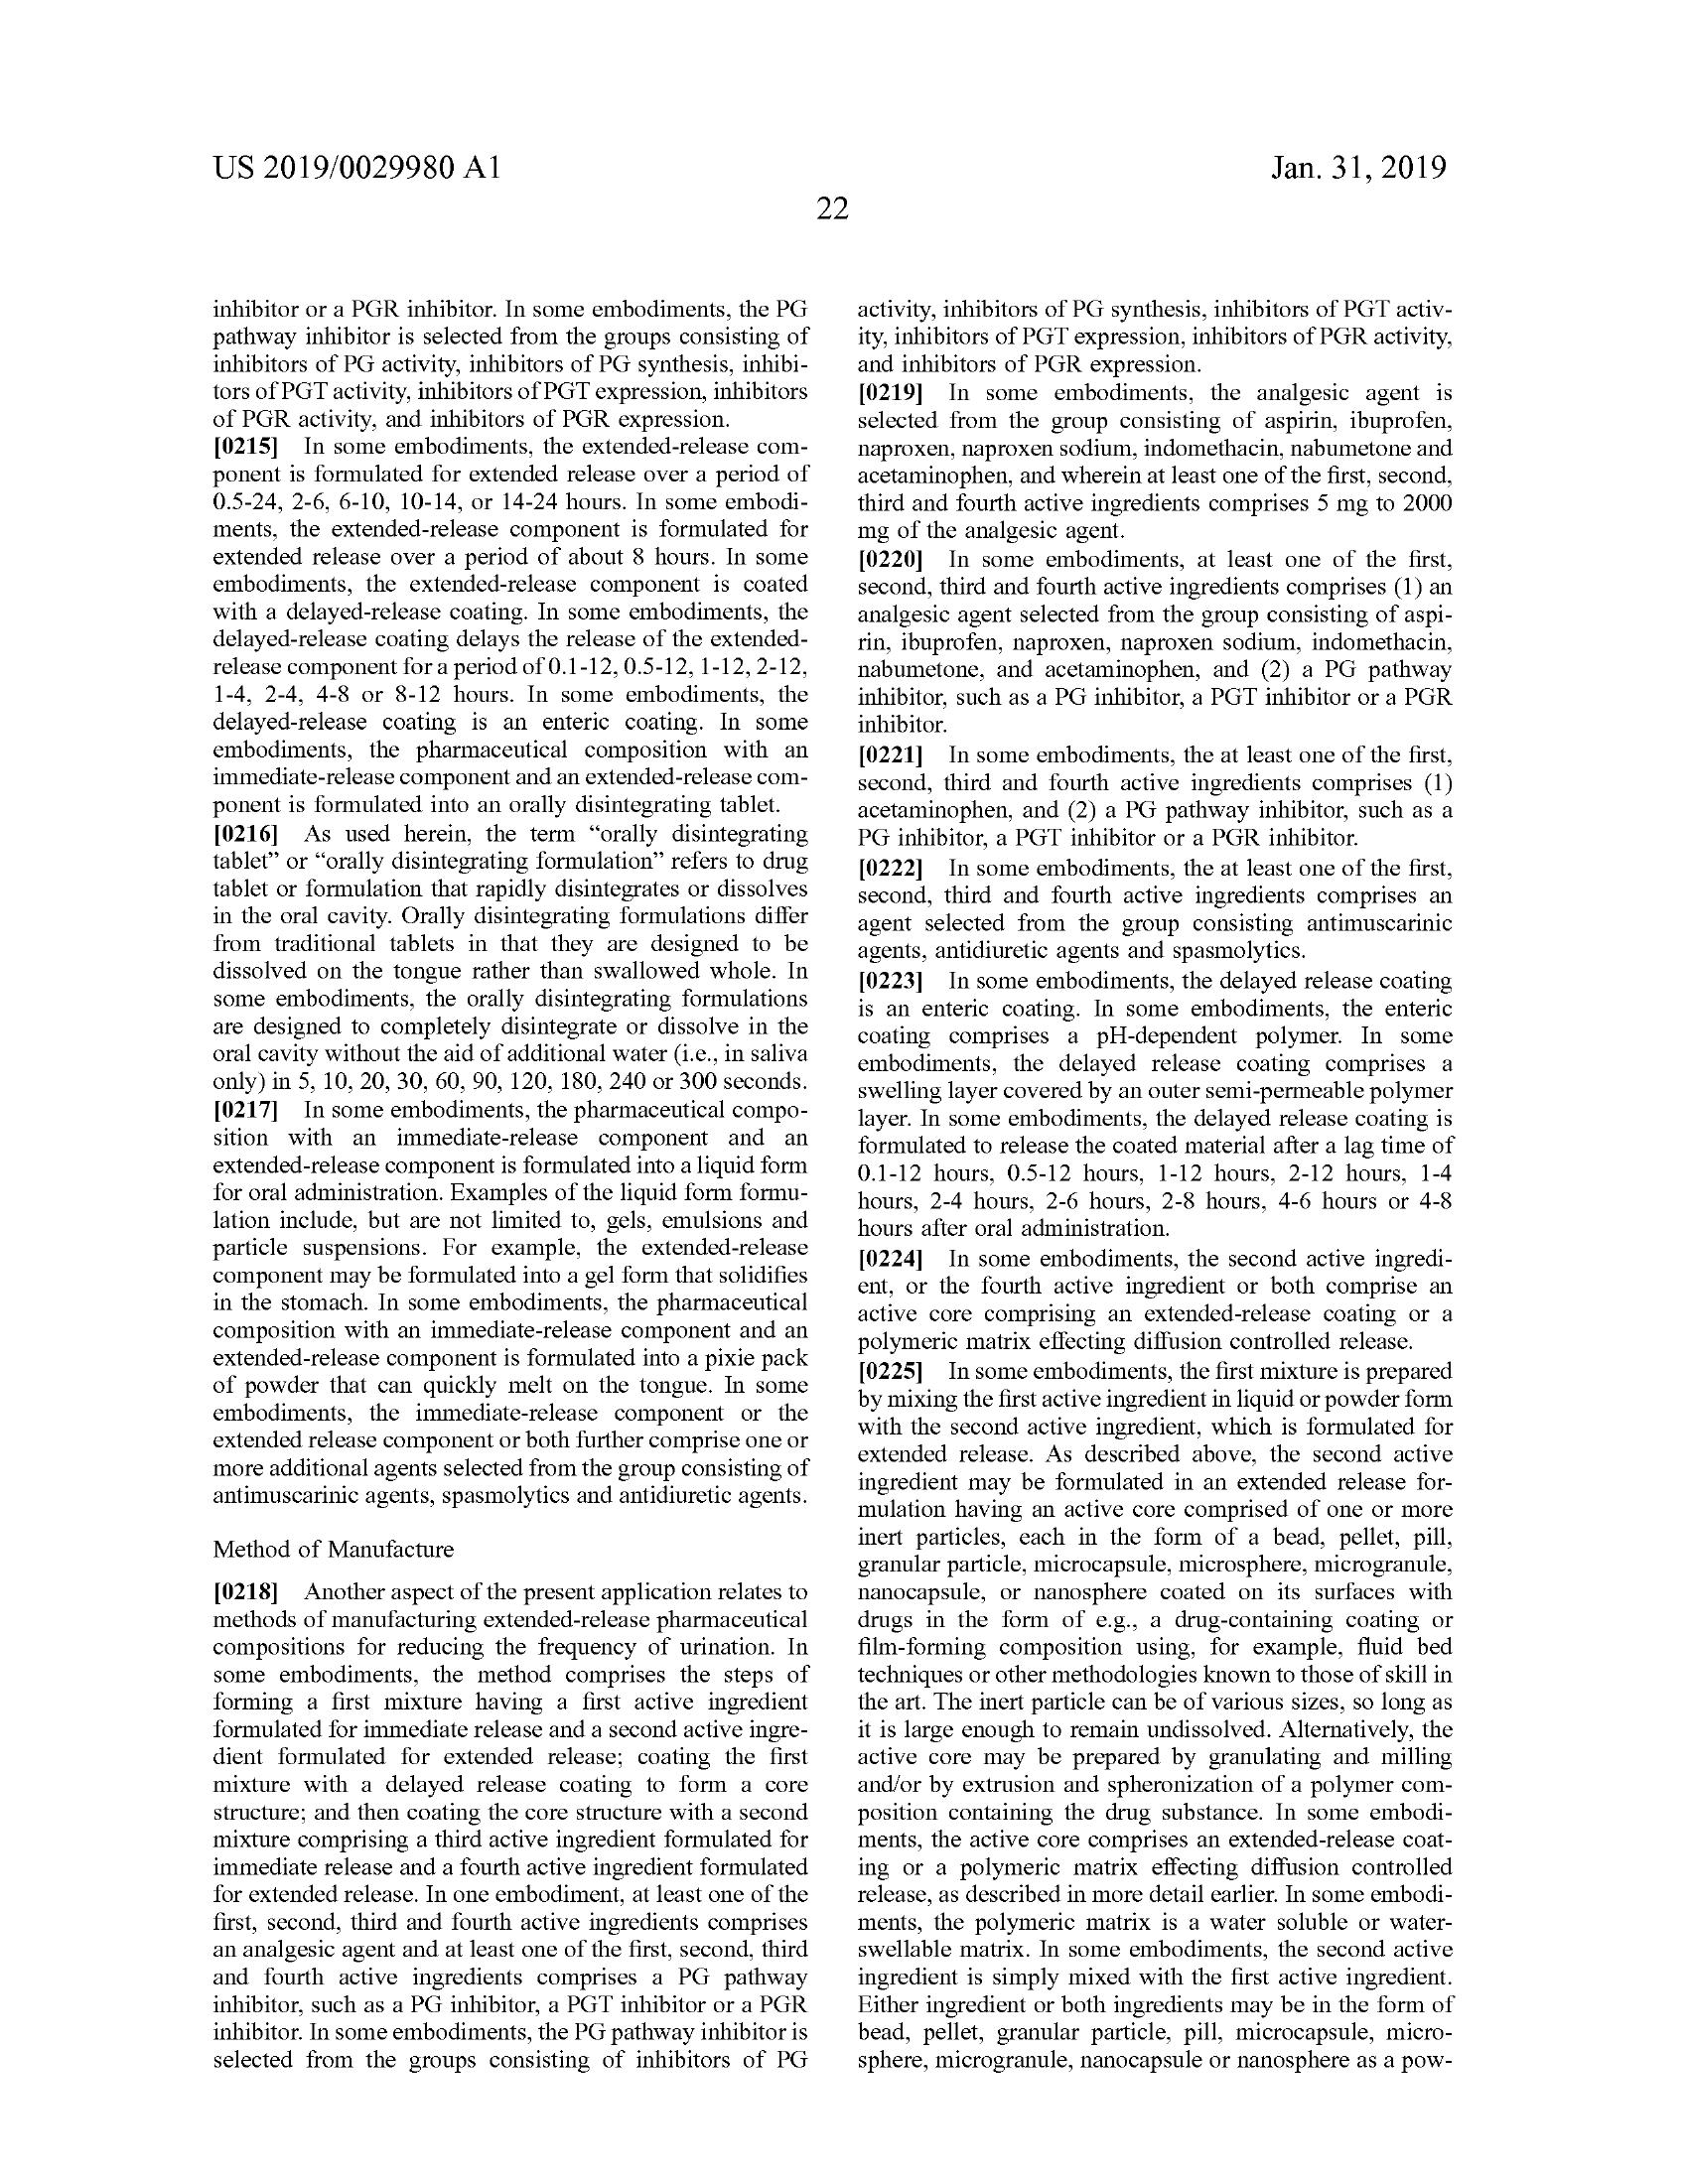 US 2019/0029980 A1
Jan. 31, 2019
22
inhibitor or a PGR inhibitor. In some embodiments, the PG
pathway inhibitor is selected from the groups consisting of
inhibitors of PG activity, inhibitors of PG synthesis, inhibi-
tors of PGT activity, inhibitors of PGT expression, inhibitors
of PGR activity, and inhibitors of PGR expression.
[0215] In some embodiments, the extended-release com-
ponent is formulated for extended release over a period of
0.5-24, 2-6, 6-10, 10-14, or 14-24 hours. In some embodi-
ments, the extended-release component is formulated for
extended release over a period of about 8 hours. In some
embodiments, the extended-release component is coated
with a delayed-release coating. In some embodiments, the
delayed-release coating delays the release of the extended-
release component for a period of 0.1-12, 0.5-12, 1-12, 2-12,
1-4, 2-4, 4-8 or 8-12 hours. In some embodiments, the
delayed-release coating is an enteric coating. In some
embodiments, the pharmaceutical composition with an
immediate-release component and an extended-release com-
ponent is formulated into an orally disintegrating tablet.
[0216] As used herein, the term “orally disintegrating
tablet” or “orally disintegrating formulation” refers to drug
tablet or formulation that rapidly disintegrates or dissolves
in the oral cavity. Orally disintegrating formulations differ
from traditional tablets in that they are designed to be
dissolved on the tongue rather than swallowed whole. In
some embodiments, the orally disintegrating formulations
are designed to completely disintegrate or dissolve in the
oral cavity without the aid of additional water (i.e., in saliva
only) in 5, 10, 20, 30, 60, 90, 120, 180, 240 or 300 seconds.
[0217] In some embodiments, the pharmaceutical compo-
sition with an immediate-release component and an
extended-release component is formulated into a liquid form
for oral administration. Examples of the liquid form formu-
lation include, but are not limited to, gels, emulsions and
particle suspensions. For example, the extended-release
component may be formulated into a gel form that solidifies
in the stomach. In some embodiments, the pharmaceutical
composition with an immediate-release component and an
extended-release component is formulated into a pixie pack
of powder that can quickly melt on the tongue. In some
embodiments, the immediate-release component or the
extended release component or both further comprise one or
more additional agents selected from the group consisting of
antimuscarinic agents, spasmolytics and antidiuretic agents.
Method of Manufacture
[0218] Another aspect of the present application relates to
methods of manufacturing extended-release pharmaceutical
compositions for reducing the frequency of urination. In
some embodiments, the method comprises the steps of
forming a first mixture having a first active ingredient
formulated for immediate release and a second active ingre-
dient formulated for extended release; coating the first
mixture with a delayed release coating to form a core
structure; and then coating the core structure with a second
mixture comprising a third active ingredient formulated for
immediate release and a fourth active ingredient formulated
for extended release. In one embodiment, at least one of the
first, second, third and fourth active ingredients comprises
an analgesic agent and at least one of the first, second, third
and fourth active ingredients comprises a PG pathway
inhibitor, such as a PG inhibitor, a PGT inhibitor or a PGR
inhibitor. In some embodiments, the PG pathway inhibitor is
selected from the groups consisting of inhibitors of PG
activity, inhibitors of PG synthesis, inhibitors of PGT activ-
ity, inhibitors of PGT expression, inhibitors of PGR activity,
and inhibitors of PGR expression.
[0219] In some embodiments, the analgesic agent is
selected from the group consisting of aspirin, ibuprofen,
naproxen, naproxen sodium, indomethacin, nabumetone and
acetaminophen, and wherein at least one of the first, second,
third and fourth active ingredients comprises 5 mg to 2000
mg of the analgesic agent.
[0220] In some embodiments, at least one of the first,
second, third and fourth active ingredients comprises (1) an
analgesic agent selected from the group consisting of aspi-
rin, ibuprofen, naproxen, naproxen sodium, indomethacin,
nabumetone, and acetaminophen, and (2) a PG pathway
inhibitor, such as a PG inhibitor, a PGT inhibitor or a PGR
inhibitor.
[0221] In some embodiments, the at least one of the first,
second, third and fourth active ingredients comprises (1)
acetaminophen, and (2) a PG pathway inhibitor, such as a
PG inhibitor, a PGT inhibitor or a PGR inhibitor.
[0222] In some embodiments, the at least one of the first,
second, third and fourth active ingredients comprises an
agent selected from the group consisting antimuscarinic
agents, antidiuretic agents and spasmolytics.
[0223] In some embodiments, the delayed release coating
is an enteric coating. In some embodiments, the enteric
coating comprises a pH-dependent polymer. In some
embodiments, the delayed release coating comprises a
swelling layer covered by an outer semi-permeable polymer
layer. In some embodiments, the delayed release coating is
formulated to release the coated material after a lag time of
0.1-12 hours, 0.5-12 hours, 1-12 hours, 2-12 hours, 1-4
hours, 2-4 hours, 2-6 hours, 2-8 hours, 4-6 hours or 4-8
hours after oral administration.
[0224] In some embodiments, the second active ingredi-
ent, or the fourth active ingredient or both comprise an
active core comprising an extended-release coating or a
polymeric matrix effecting diffusion controlled release.
[0225] In some embodiments, the first mixture is prepared
by mixing the first active ingredient in liquid or powder form
with the second active ingredient, which is formulated for
extended release. As described above, the second active
ingredient may be formulated in an extended release for-
mulation having an active core comprised of one or more
inert particles, each in the form of a bead, pellet, pill,
granular particle, microcapsule, microsphere, microgranule,
nanocapsule, or nanosphere coated on its surfaces with
drugs in the form of e.g., a drug-containing coating or
film-forming composition using, for example, fluid bed
techniques or other methodologies known to those of skill in
the art. The inert particle can be of various sizes, so long as
it is large enough to remain undissolved. Alternatively, the
active core may be prepared by granulating and milling
and/or by extrusion and spheronization of a polymer com-
position containing the drug substance. In some embodi-
ments, the active core comprises an extended-release coat-
ing or a polymeric matrix effecting diffusion controlled
release, as described in more detail earlier. In some embodi-
ments, the polymeric matrix is a water soluble or water-
swellable matrix. In some embodiments, the second active
ingredient is simply mixed with the first active ingredient.
Either ingredient or both ingredients may be in the form of
bead, pellet, granular particle, pill, microcapsule, micro-
sphere, microgranule, nanocapsule or nanosphere as a pow-